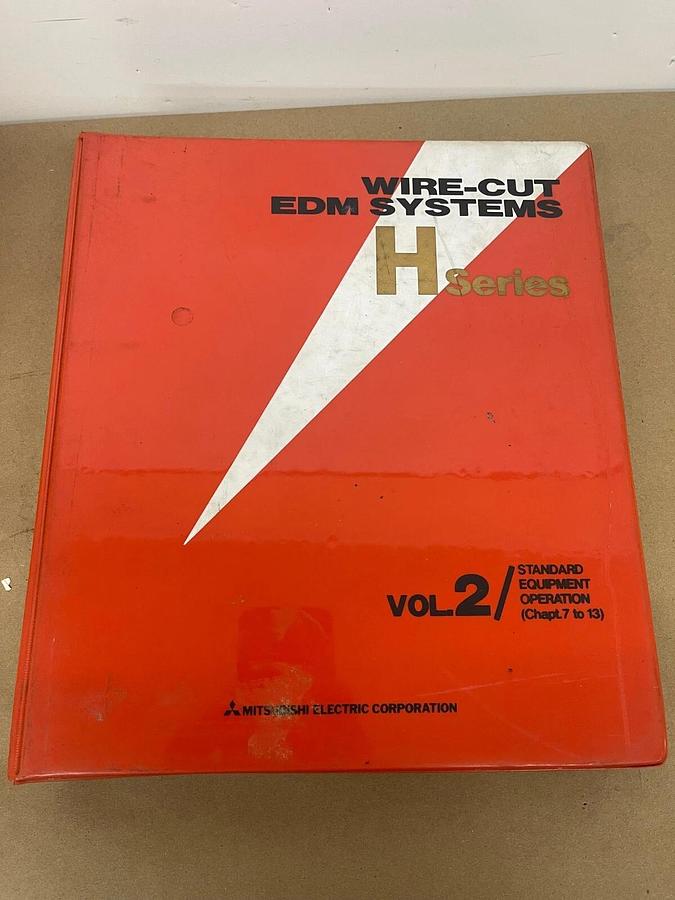 WIRE-CUT
EDM SYSTEMS
H Series
VOL.2/
STANDARD
EQUIPMENT
OPERATION
(Chapt.7 to 13)
MITSUBISHI ELECTRIC CORPORATION